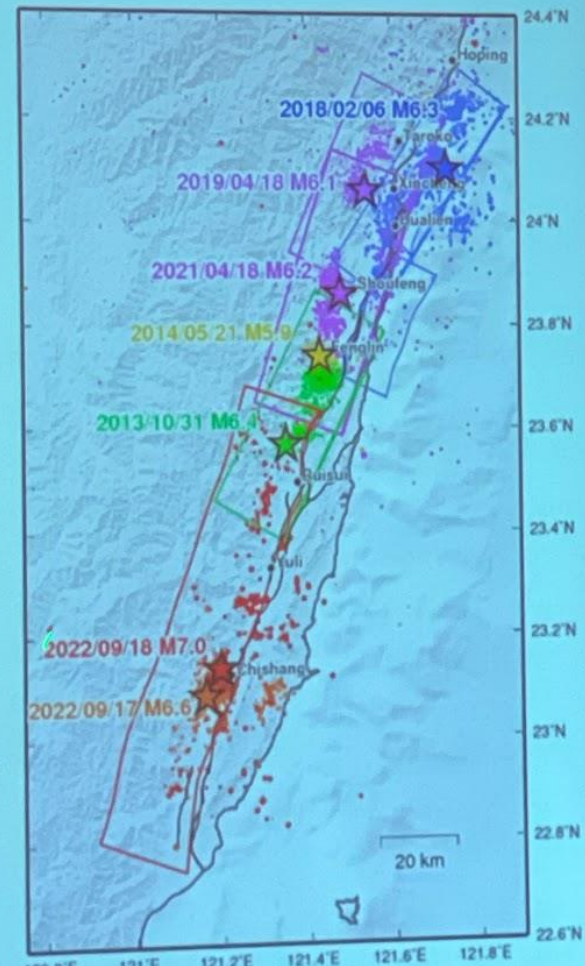 24.4°N
Hoping
2018/02/06 M6.3
24.2°N
Taroko
2019/04/18 M6.1
Xincheng
Hualien
24°N
2021/04/18 M6.2
Shoufeng
2014/05/21 M5.9
Fenglin
23.8°N
2013/10/31 M6.4
23.6°N
Ruisui
23.4°N
Yuli
23.2°N
2022/09/18 M7.0
Chishang
2022/09/17 M6.6
23°N
20 km
22.8°N
22.6°N
121°E
121.2°E
121.4°E
121.6°E
121.8°E